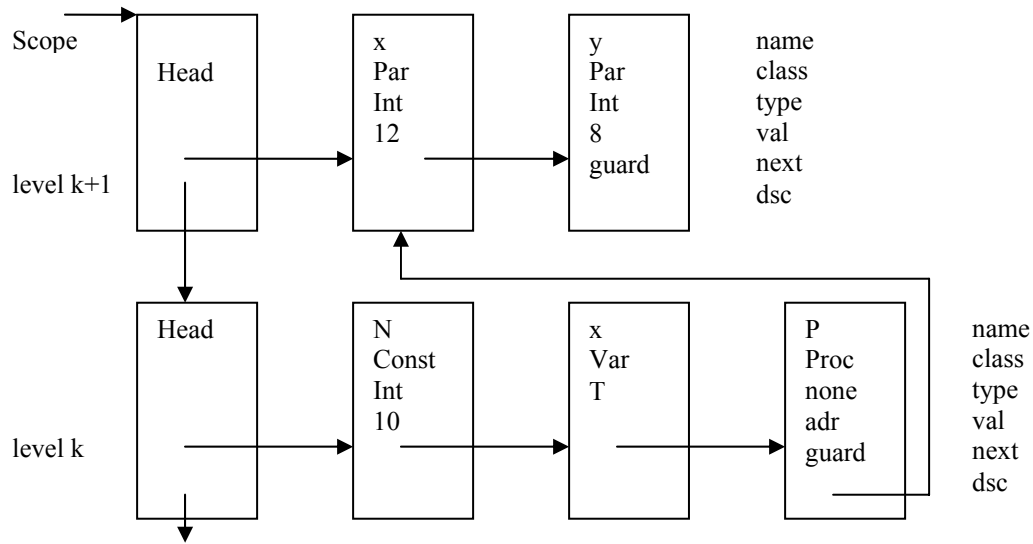 Scope
Head
level k+1
x
Par
Int
12
y
Par
Int
8
guard
name
class
type
val
next
dsc
Head
level k
N
Const
Int
10
x
Var
T
P
Proc
none
adr
guard
name
class
type
val
next
dsc